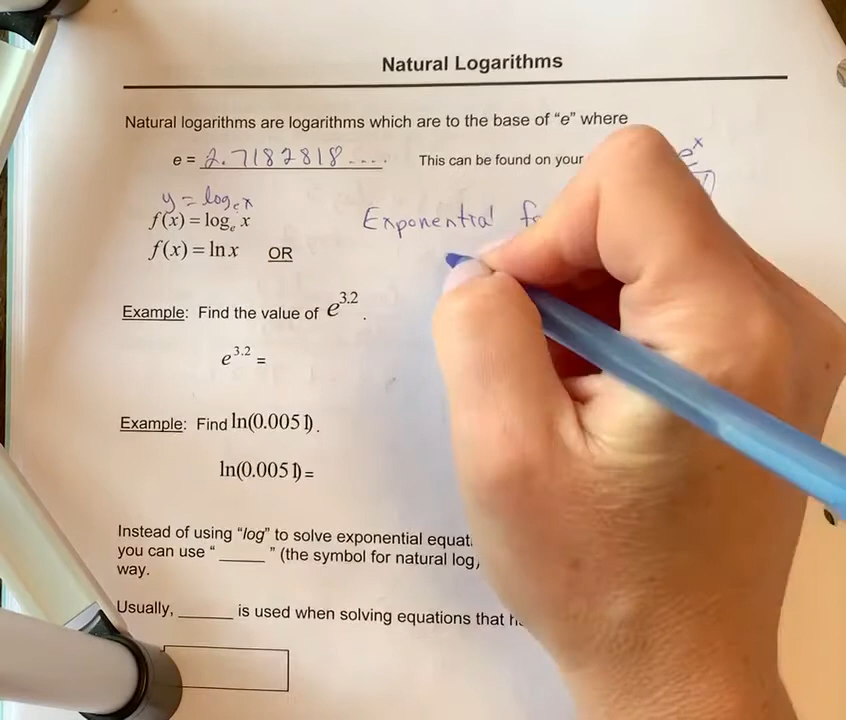 Natural Logarithms
Natural logarithms are logarithms which are to the base of “e” where
e = 2.7182818.... This can be found on your
eˣ
y = logₑx
f(x) = logₑ x
Exponential
f(x) = ln x OR
Example: Find the value of e^3.2 .
e^3.2 =
Example: Find ln(0.0051).
ln(0.0051) =
Instead of using “log” to solve exponential
you can use “_____” (the symbol for natural log)
way.
Usually, ______ is used when solving equations that